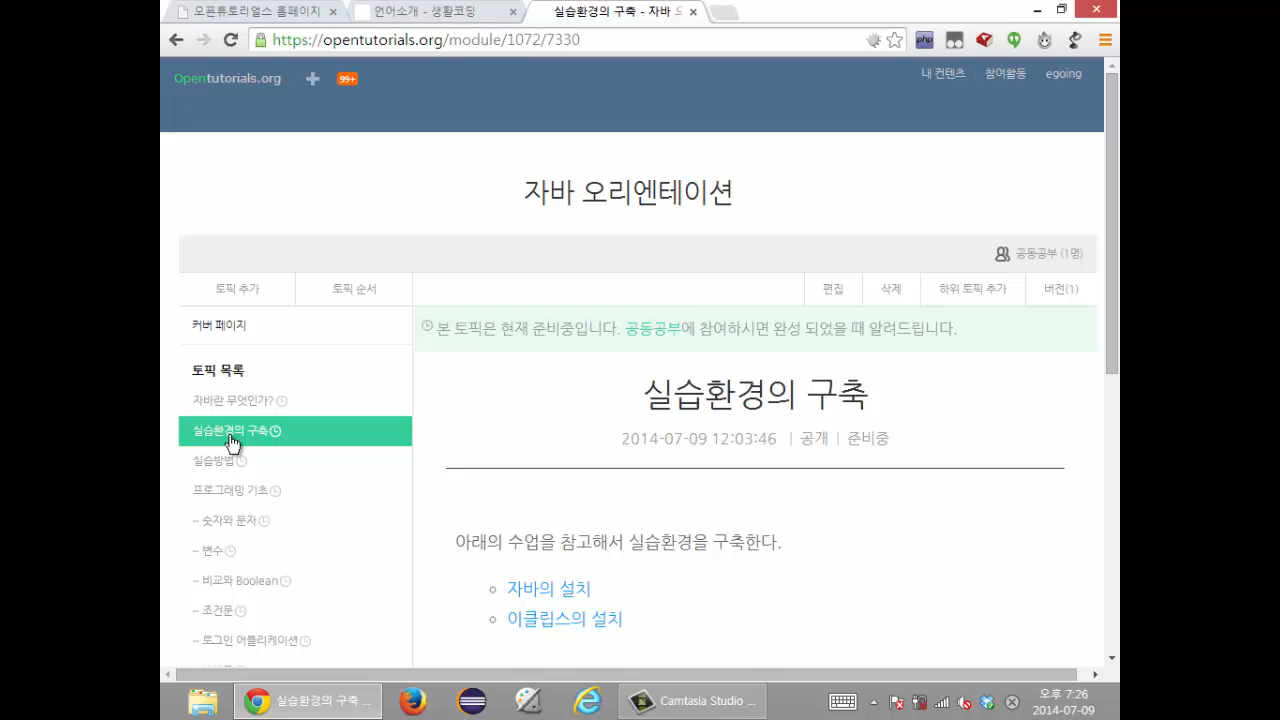 오픈튜토리얼스 홈페이지
언어소개 - 생활코딩
실습환경의 구축 - 자바 오
https://opentutorials.org/module/1072/7330
php
Opentutorials.org
99+
내 컨텐츠
참여활동
egoing
자바 오리엔테이션
공동공부 (1명)
토픽 추가
토픽 순서
편집
삭제
하위 토픽 추가
버전(1)
커버 페이지
본 토픽은 현재 준비중입니다. 공동공부에 참여하시면 완성 되었을 때 알려드립니다.
토픽 목록
자바란 무엇인가?
실습환경의 구축
실습방법
프로그래밍 기초
– 숫자와 문자
– 변수
– 비교와 Boolean
– 조건문
– 로그인 어플리케이션
실습환경의 구축
2014-07-09 12:03:46 | 공개 | 준비중
아래의 수업을 참고해서 실습환경을 구축한다.
자바의 설치
이클립스의 설치
실습환경의 구축 ...
Camtasia Studio ...
오후 7:26
2014-07-09